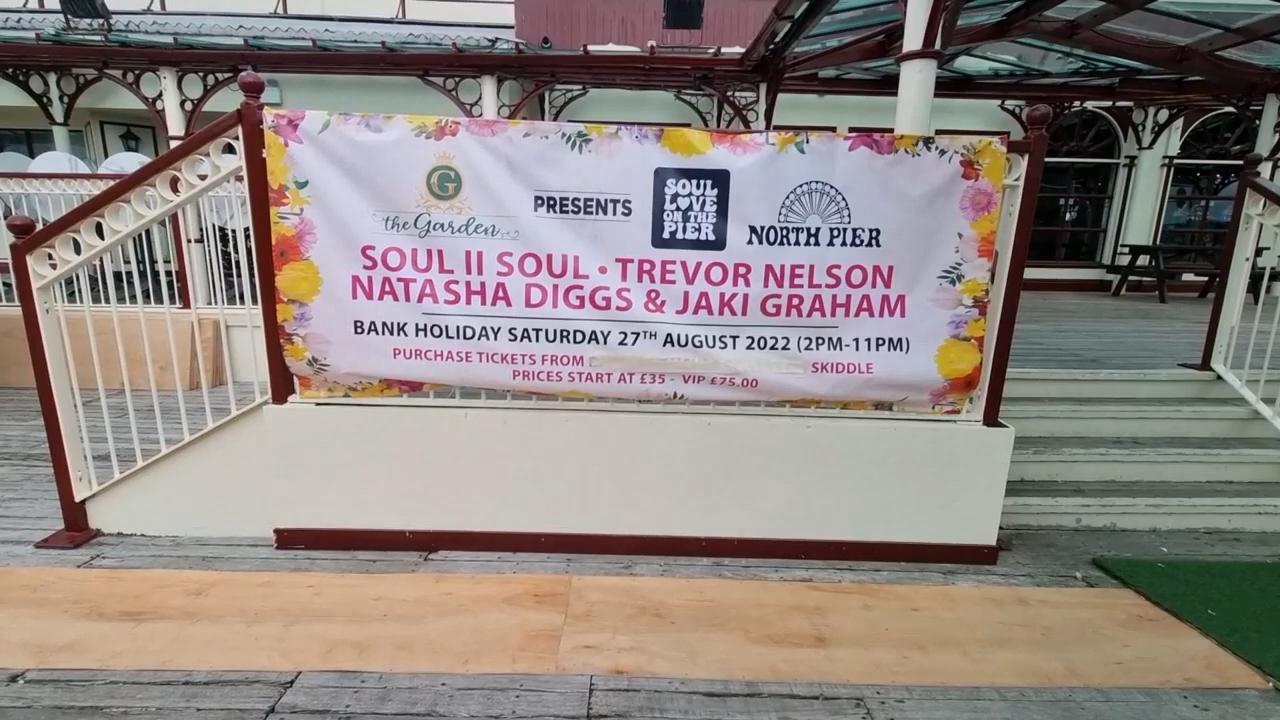 G
the Garden
PRESENTS
SOUL
LOVE
ON THE
PIER
NORTH PIER
SOUL II SOUL • TREVOR NELSON
NATASHA DIGGS & JAKI GRAHAM
BANK HOLIDAY SATURDAY 27TH AUGUST 2022 (2PM-11PM)
PURCHASE TICKETS FROM SKIDDLE
PRICES START AT £35 - VIP £75.00